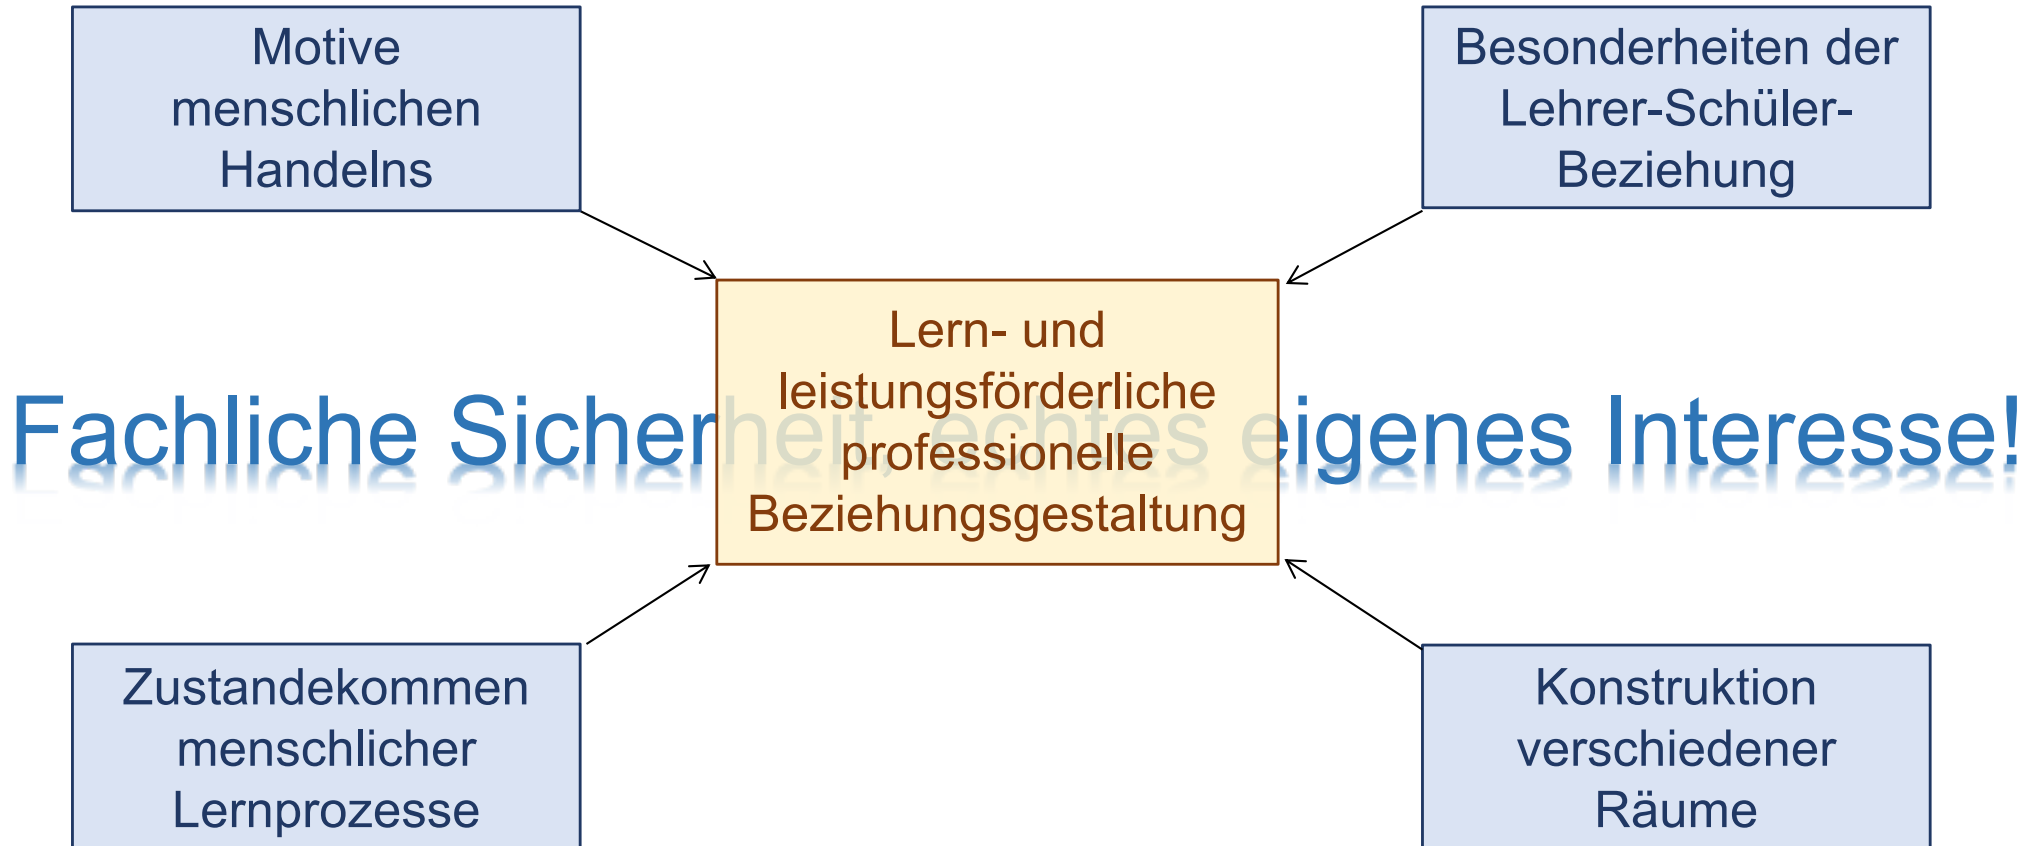 Motive
menschlichen
Handelns
Besonderheiten der
Lehrer-Schüler-
Beziehung
Lern- und
leistungsförderliche
professionelle
Beziehungsgestaltung
Fachliche Sicherheit, echtes eigenes Interesse!
Zustandekommen
menschlicher
Lernprozesse
Konstruktion
verschiedener
Räume